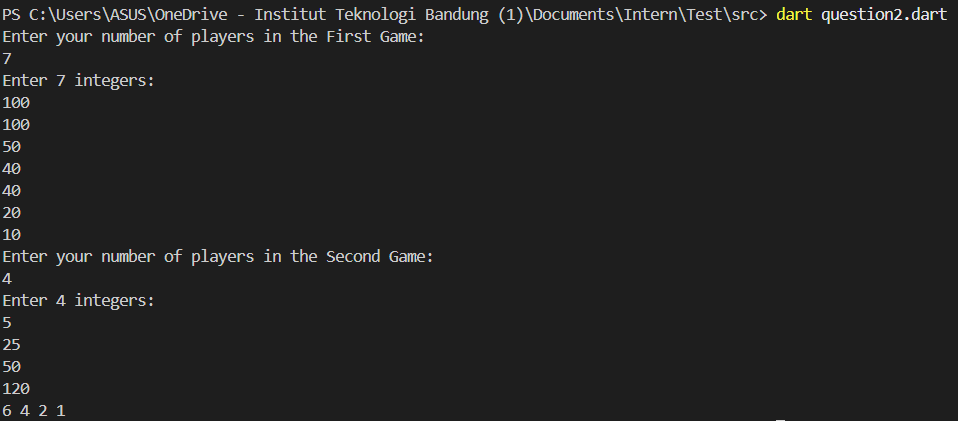 PS C:\Users\ASUS\OneDrive - Institut Teknologi Bandung (1)\Documents\Intern\Test\src> dart question2.dart
Enter your number of players in the First Game:
7
Enter 7 integers:
100
100
50
40
40
20
10
Enter your number of players in the Second Game:
4
Enter 4 integers:
5
25
50
120
6 4 2 1